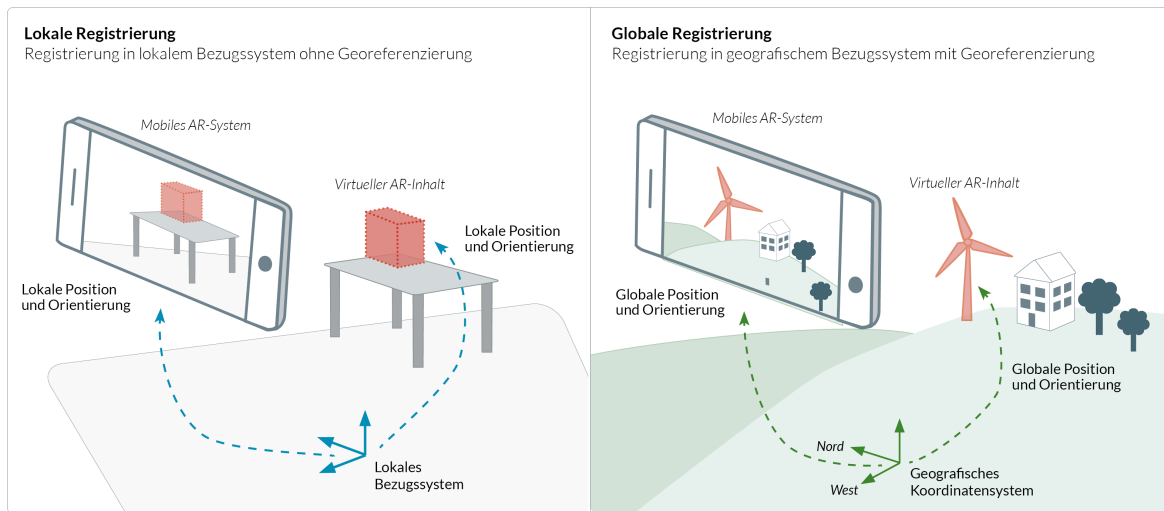 Lokale Registrierung
Registrierung in lokalem Bezugssystem ohne Georeferenzierung
Mobiles AR-System
Virtueller AR-Inhalt
Lokale Position
und Orientierung
Lokale Position
und Orientierung
Lokales
Bezugssystem
Globale Registrierung
Registrierung in geografischem Bezugssystem mit Georeferenzierung
Mobiles AR-System
Virtueller AR-Inhalt
Globale Position
und Orientierung
Globale Position
und Orientierung
Nord
West
Geografisches
Koordinatensystem